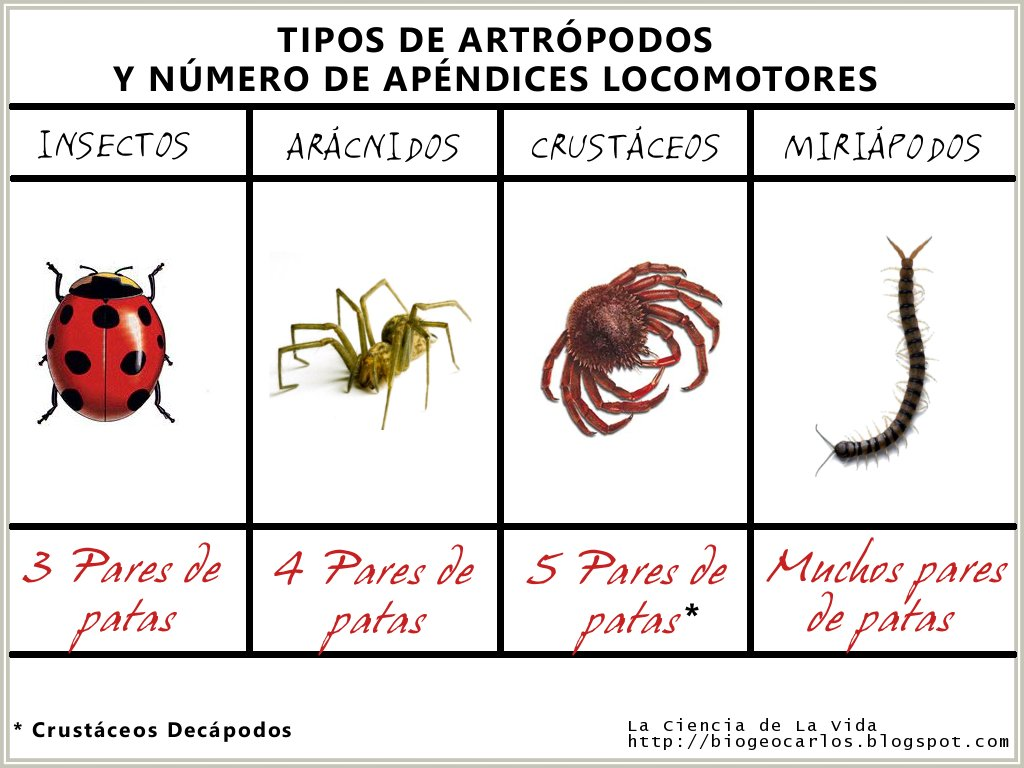 TIPOS DE ARTRÓPODOS
Y NÚMERO DE APÉNDICES LOCOMOTORES
INSECTOS
ARÁCNIDOS
CRUSTÁCEOS
MIRIÁPODOS
3 Pares de
patas
4 Pares de
patas
5 Pares de
patas*
Muchos pares
de patas
* Crustáceos Decápodos
La Ciencia de La Vida
http://biogeocarlos.blogspot.com